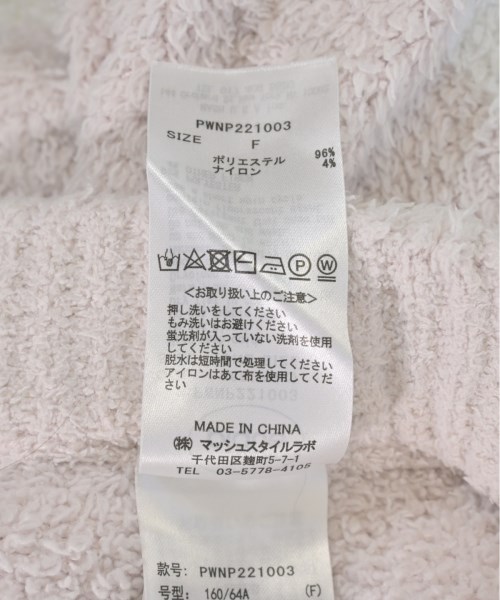 PWNP221003
SIZE F
ポリエステル 96%
ナイロン 4%
P W
＜お取り扱い上のご注意＞
押し洗いをしてください
もみ洗いはお避けください
蛍光剤が入っていない洗剤を使用
してください
脱水は短時間で処理してください
アイロンはあて布を使用してくだ
さい
MADE IN CHINA
㈱ マッシュスタイルラボ
千代田区麹町5-7-1
TEL 03-5778-4105
款号: PWNP221003
号型: 160/64A (F)